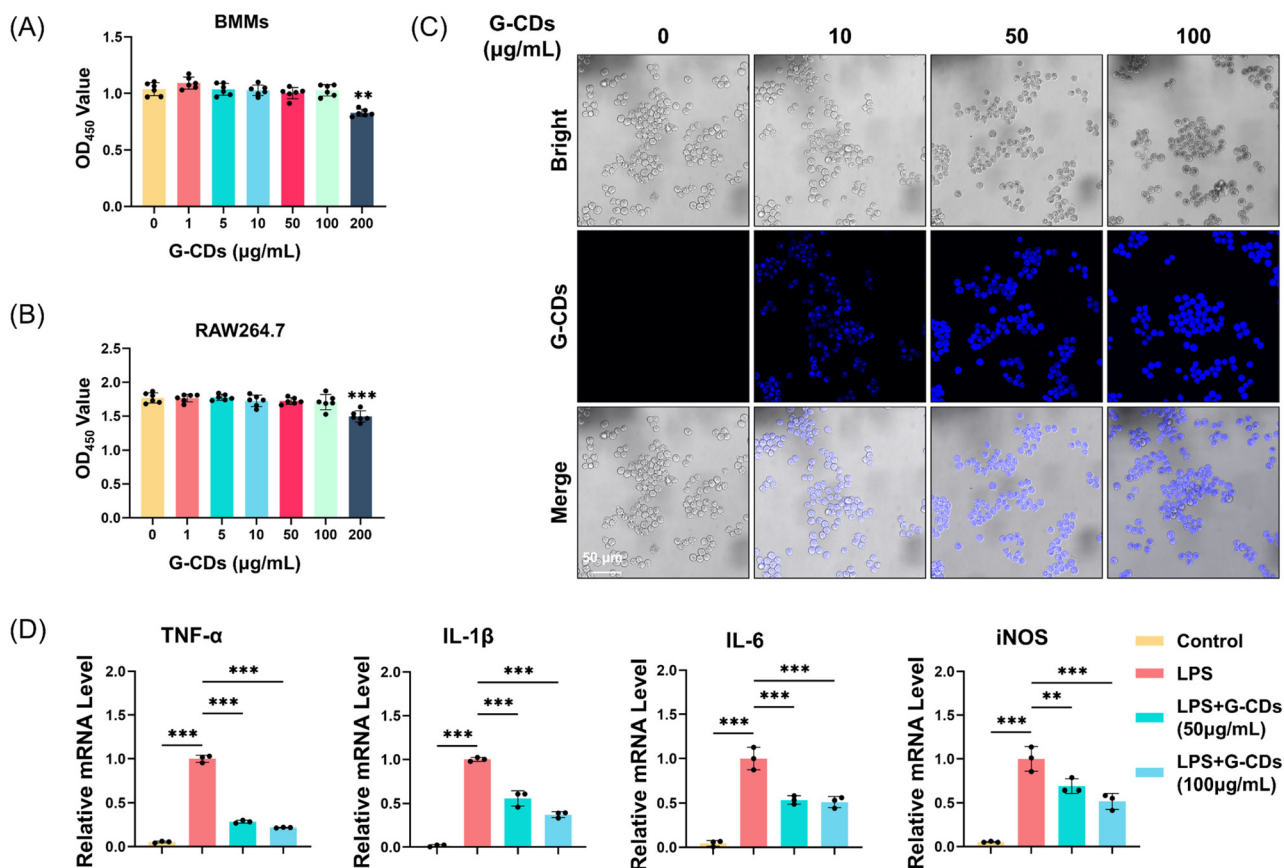 (A)
BMMs
OD450 Value
1.5
1.0
0.5
0.0
**
0 1 5 10 50 100 200
G-CDs (μg/mL)
(B)
RAW264.7
OD450 Value
2.5
2.0
1.5
1.0
0.5
0.0
***
0 1 5 10 50 100 200
G-CDs (μg/mL)
(C)
G-CDs
(μg/mL)
0 10 50 100
Bright
G-CDs
Merge
50 μm
(D)
TNF-α
Relative mRNA Level
2.0
1.5
1.0
0.5
0.0
***
***
***
IL-1β
Relative mRNA Level
2.0
1.5
1.0
0.5
0.0
***
***
***
IL-6
Relative mRNA Level
2.0
1.5
1.0
0.5
0.0
***
***
***
iNOS
Relative mRNA Level
2.0
1.5
1.0
0.5
0.0
***
**
***
Control
LPS
LPS+G-CDs
(50μg/mL)
LPS+G-CDs
(100μg/mL)